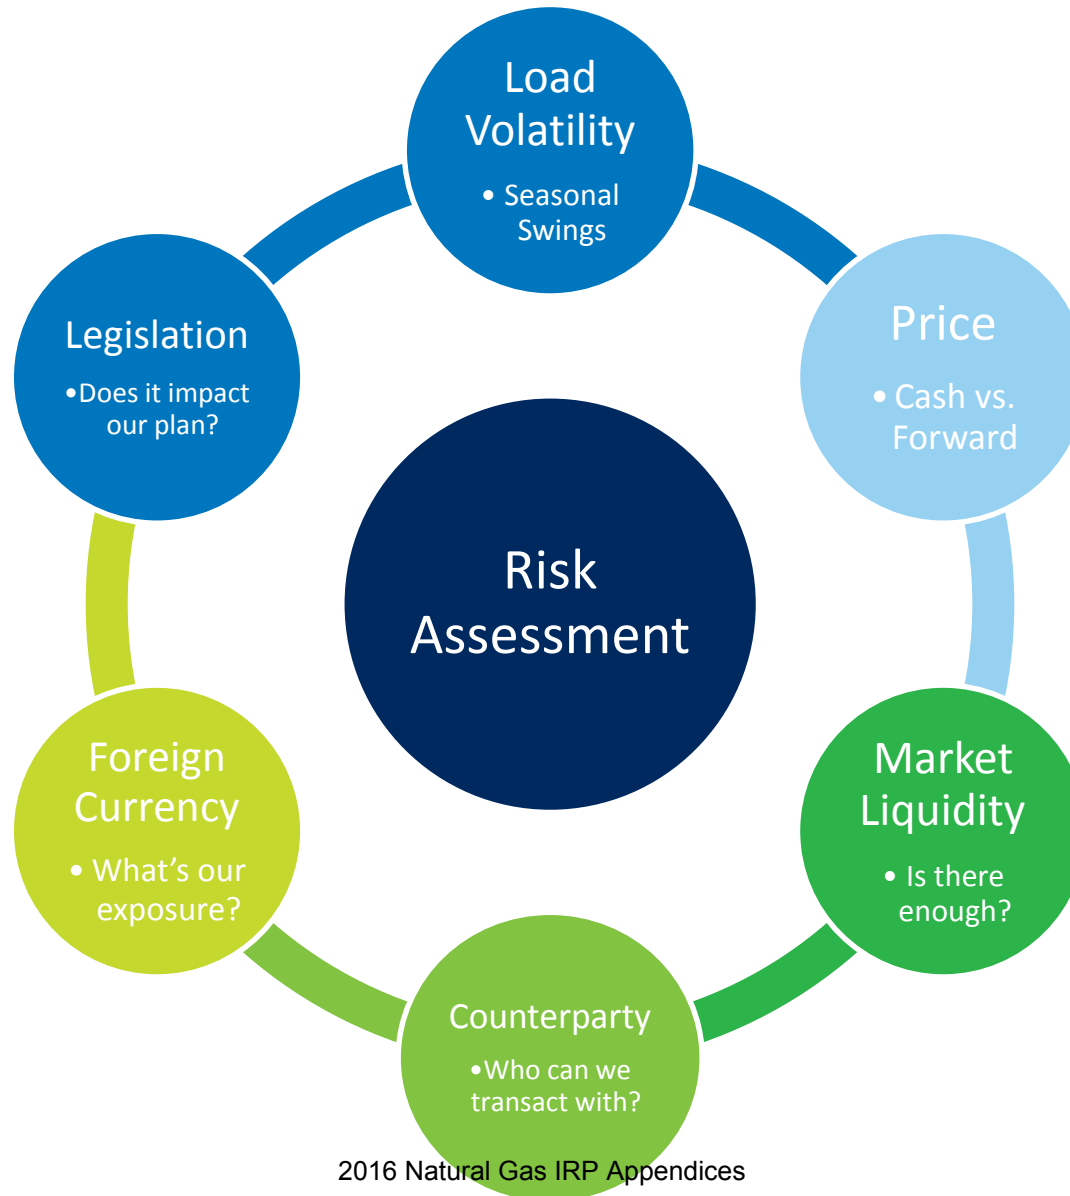 Load
Volatility
• Seasonal
Swings
Price
• Cash vs.
Forward
Market
Liquidity
• Is there
enough?
Counterparty
•Who can we
transact with?
Foreign
Currency
• What’s our
exposure?
Legislation
•Does it impact
our plan?
Risk
Assessment
2016 Natural Gas IRP Appendices